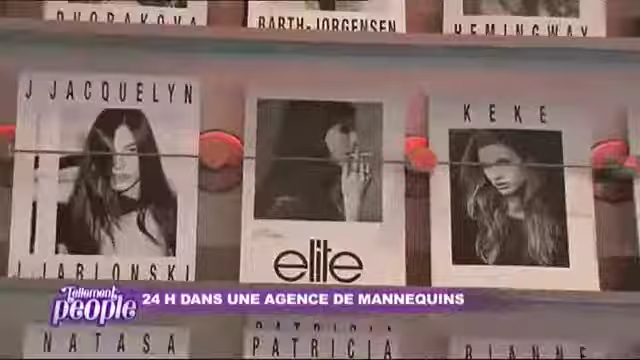 DVORAKOVA
BARTH-JORGENSEN
HEMINGWAY
J JACQUELYN
KEKE
elite
J JABLONSKI
Tellement people
24 H DANS UNE AGENCE DE MANNEQUINS
NATASA
PATRICIA
PATRICIA
RIANNE